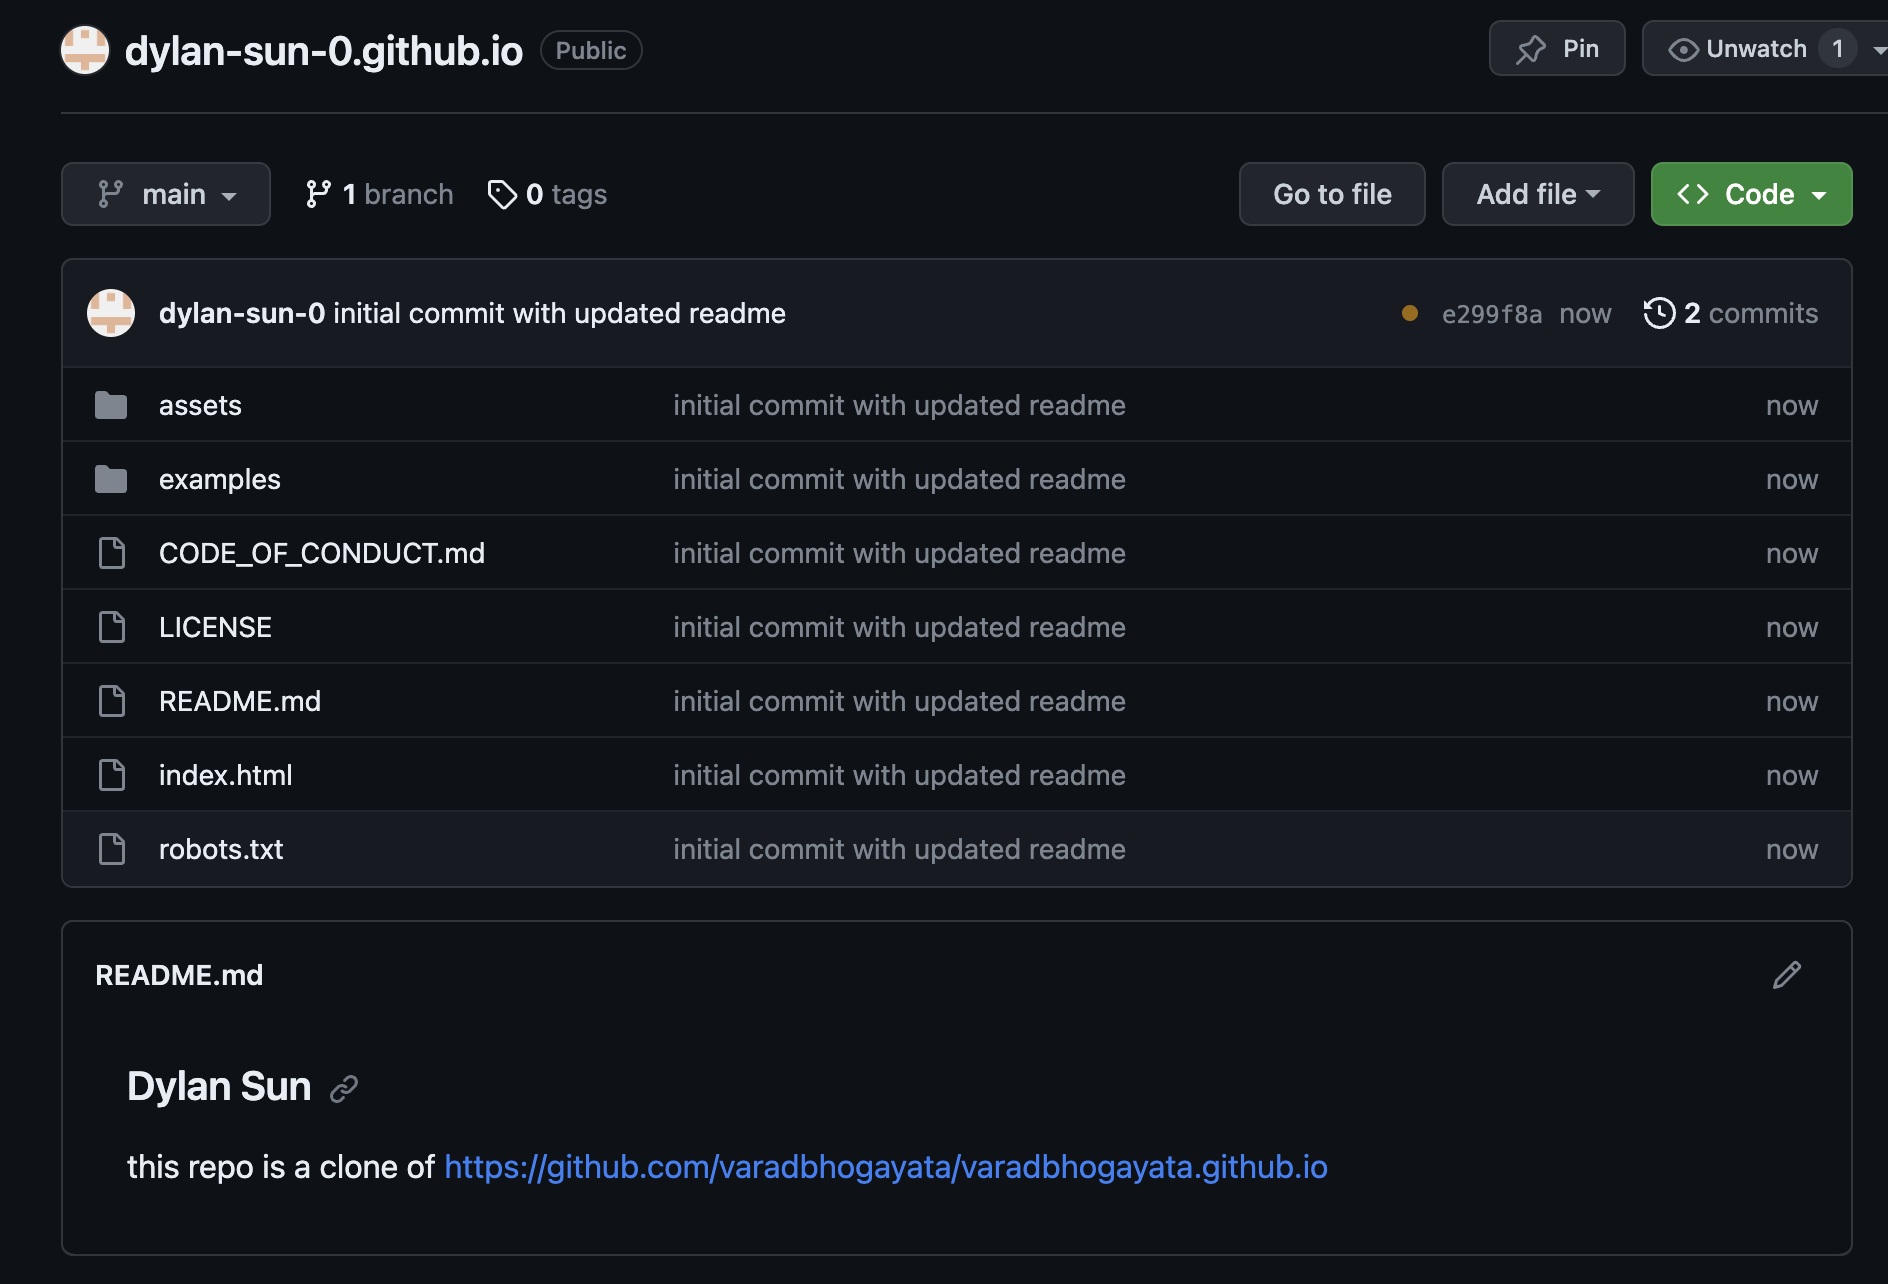 dylan-sun-0.github.io Public Pin Unwatch 1
main 1 branch 0 tags Go to file Add file Code
dylan-sun-0 initial commit with updated readme e299f8a now 2 commits
assets initial commit with updated readme now
examples initial commit with updated readme now
CODE_OF_CONDUCT.md initial commit with updated readme now
LICENSE initial commit with updated readme now
README.md initial commit with updated readme now
index.html initial commit with updated readme now
robots.txt initial commit with updated readme now
README.md
Dylan Sun
this repo is a clone of https://github.com/varadbhogayata/varadbhogayata.github.io